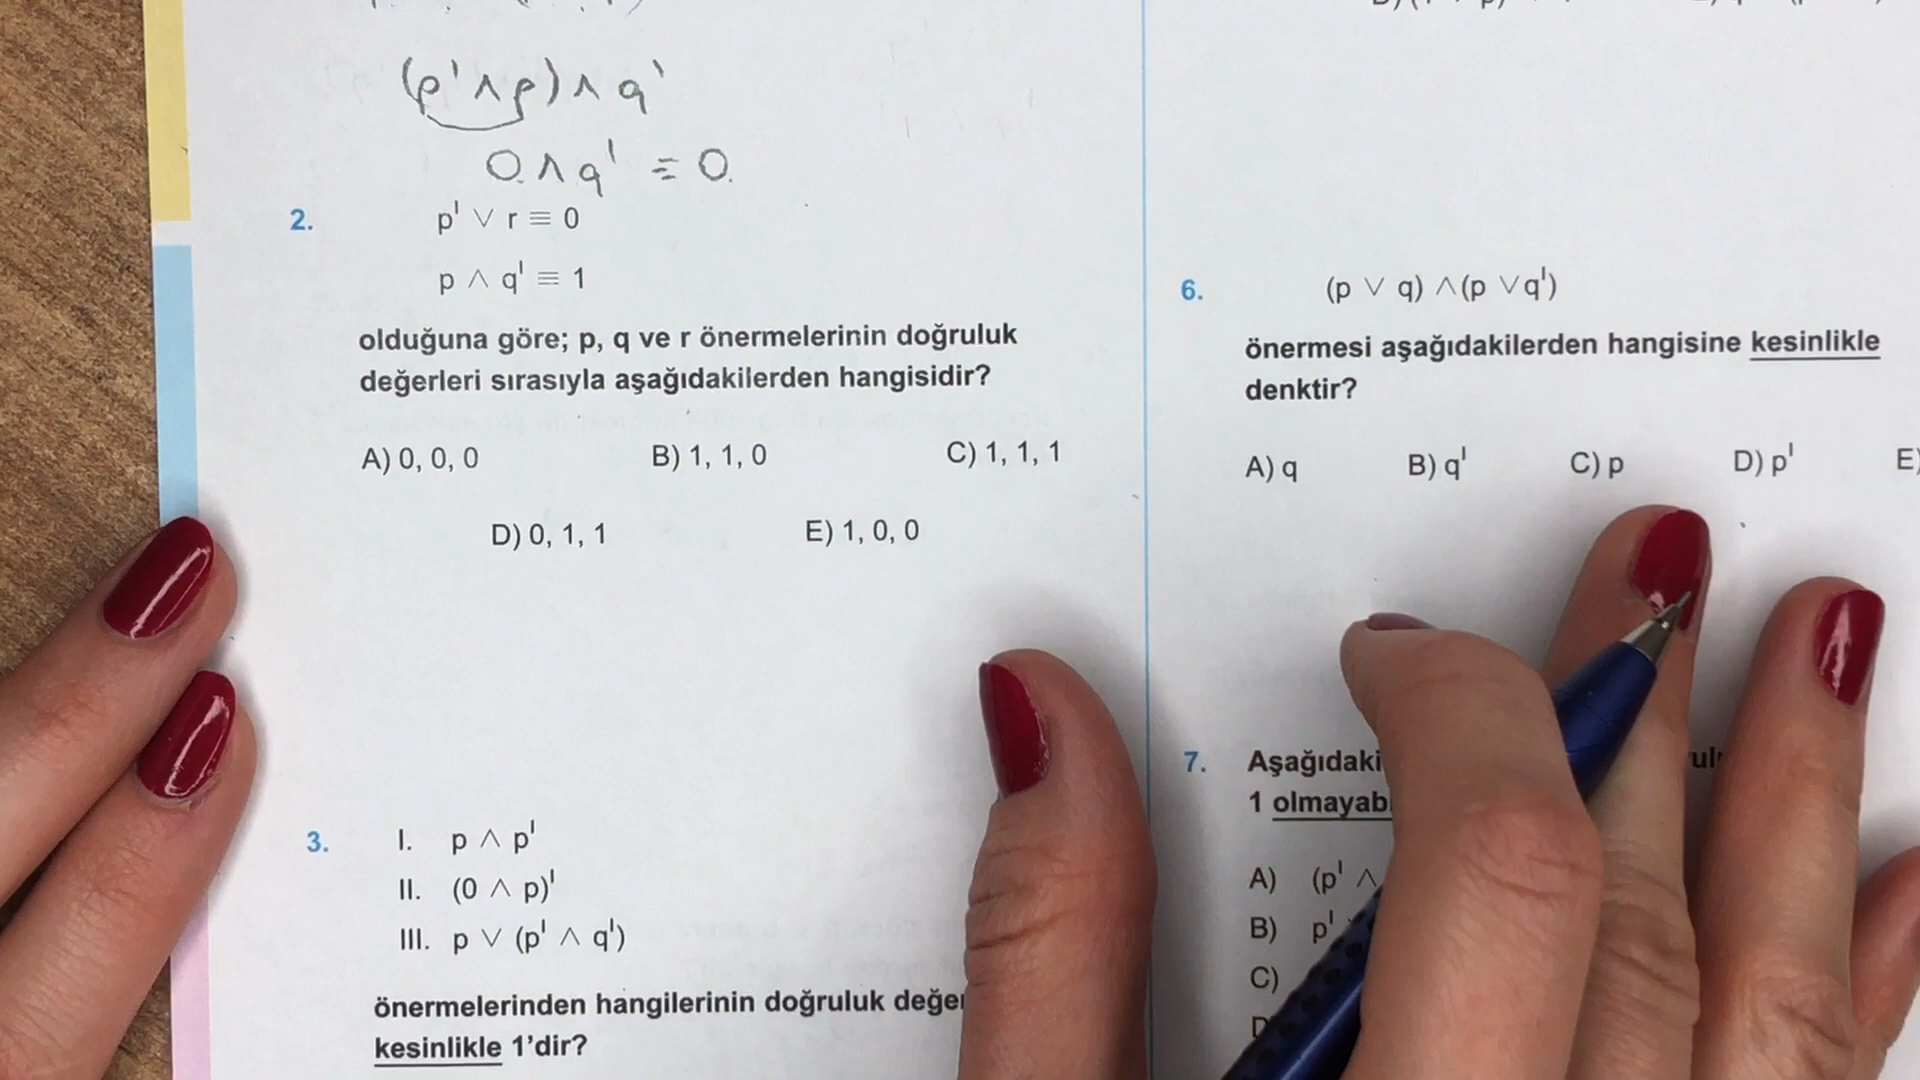 (p' ∧ p) ∧ q'
0 ∧ q' ≡ 0
2.
p' ∨ r ≡ 0
p ∧ q' ≡ 1
olduğuna göre; p, q ve r önermelerinin doğruluk
değerleri sırasıyla aşağıdakilerden hangisidir?
A) 0, 0, 0 B) 1, 1, 0 C) 1, 1, 1
D) 0, 1, 1 E) 1, 0, 0
3. I. p ∧ p'
II. (0 ∧ p)'
III. p ∨ (p' ∧ q')
önermelerinden hangilerinin doğruluk
kesinlikle 1'dir?
6. (p ∨ q) ∧ (p ∨ q')
önermesi aşağıdakilerden hangisine kesinlikle
denktir?
A) q B) q' C) p D) p' E)
7. Aşağıdaki
1
A) (p' ∧
B) p'
C)